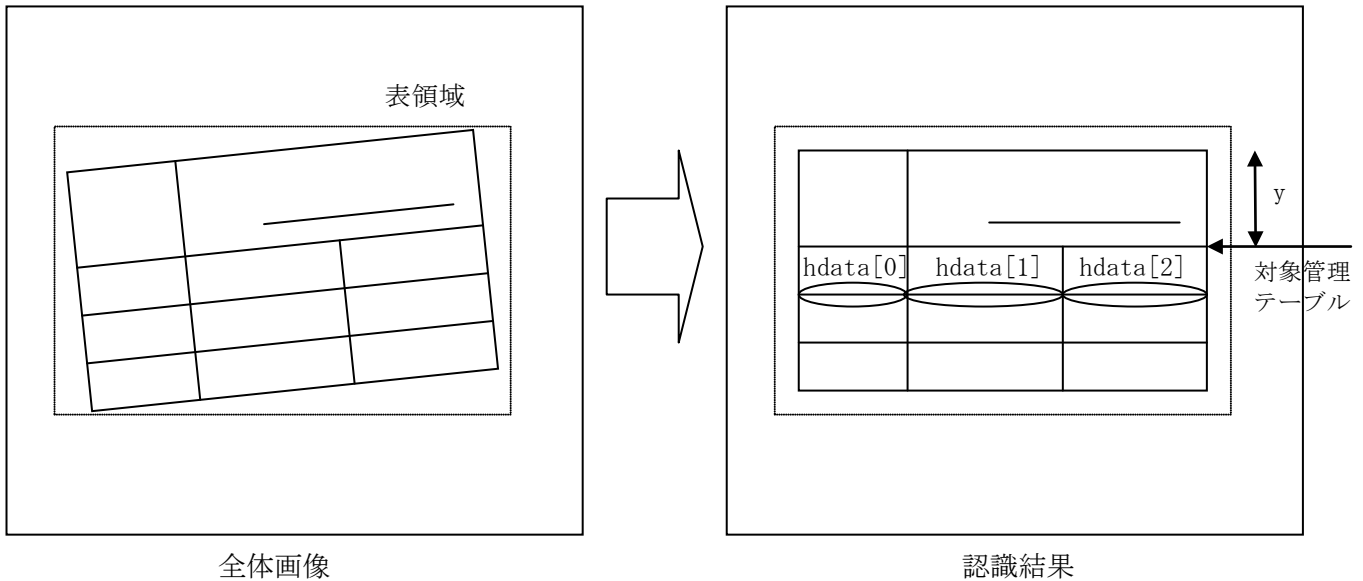 表領域
y
hdata[0] hdata[1] hdata[2]
対象管理
テーブル
全体画像
認識結果